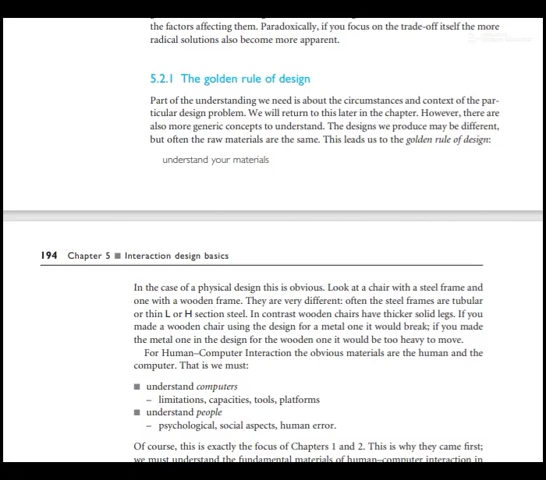 the factors affecting them. Paradoxically, if you focus on the trade-off itself the more
radical solutions also become more apparent.
5.2.1 The golden rule of design
Part of the understanding we need is about the circumstances and context of the par-
ticular design problem. We will return to this later in the chapter. However, there are
also more generic concepts to understand. The designs we produce may be different,
but often the raw materials are the same. This leads us to the golden rule of design:
understand your materials
194 Chapter 5 ■ Interaction design basics
In the case of a physical design this is obvious. Look at a chair with a steel frame and
one with a wooden frame. They are very different: often the steel frames are tubular
or thin L or H section steel. In contrast wooden chairs have thicker solid legs. If you
made a wooden chair using the design for a metal one it would break; if you made
the metal one in the design for the wooden one it would be too heavy to move.
For Human–Computer Interaction the obvious materials are the human and the
computer. That is we must:
■ understand computers
– limitations, capacities, tools, platforms
■ understand people
– psychological, social aspects, human error.
Of course, this is exactly the focus of Chapters 1 and 2. This is why they came first;
we must understand the fundamental materials of human–computer interaction in